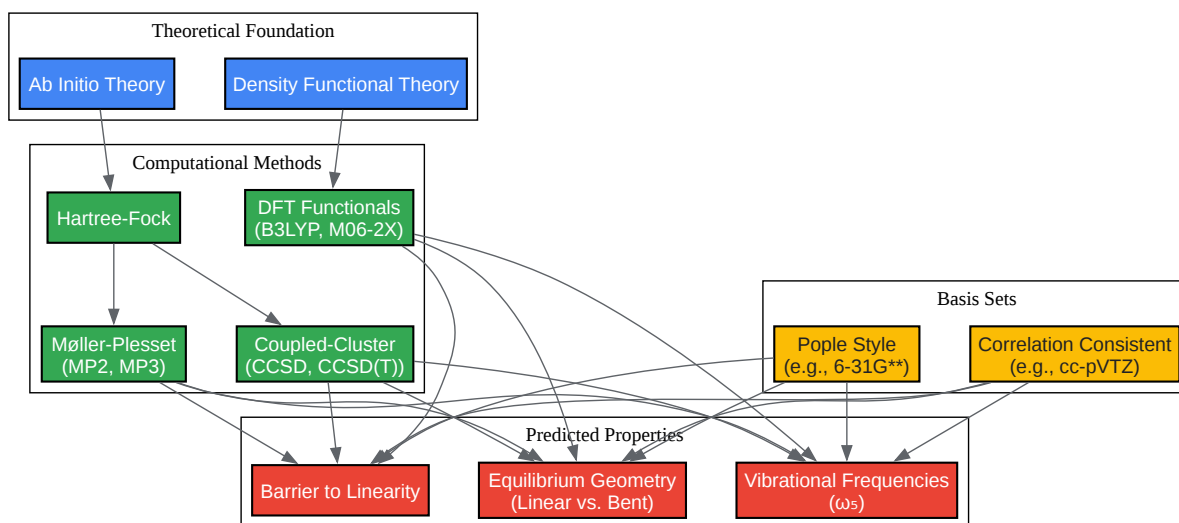 Theoretical Foundation
Ab Initio Theory
Density Functional Theory
Computational Methods
Hartree-Fock
DFT Functionals
(B3LYP, M06-2X)
Basis Sets
Møller-Plesset
(MP2, MP3)
Coupled-Cluster
(CCSD, CCSD(T))
Pople Style
(e.g., 6-31G**)
Correlation Consistent
(e.g., cc-pVTZ)
Predicted Properties
Barrier to Linearity
Equilibrium Geometry
(Linear vs. Bent)
Vibrational Frequencies
(ω₅)